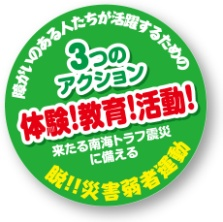 障がいのある人たちが活躍するための
3つの
アクション
体験!教育!活動!
来たる南海トラフ震災
に備える
脱!!災害弱者運動